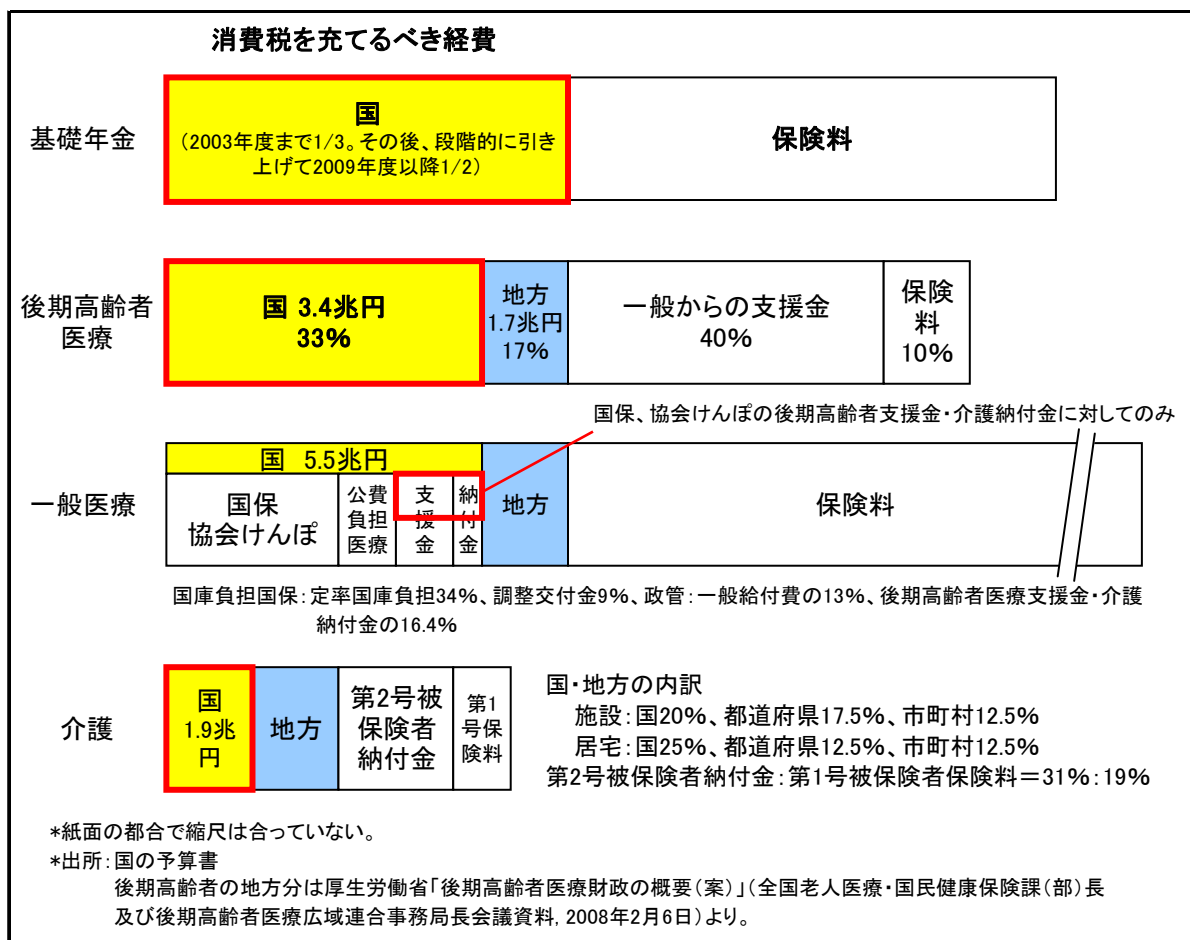 消費税を充てるべき経費
基礎年金
国
(2003年度まで1/3。その後、段階的に引き
上げて2009年度以降1/2)
保険料
後期高齢者
医療
国 3.4兆円
33%
地方
1.7兆円
17%
一般からの支援金
40%
保険
料
10%
国保、協会けんぽの後期高齢者支援金・介護納付金に対してのみ
一般医療
国 5.5兆円
国保
協会けんぽ
公費
負担
医療
支
援
金
納
付
金
地方
保険料
国庫負担国保:定率国庫負担34%、調整交付金9%、政管:一般給付費の13%、後期高齢者医療支援金・介護
納付金の16.4%
介護
国
1.9兆
円
地方
第2号被
保険者
納付金
第1
号保
険料
国・地方の内訳
施設:国20%、都道府県17.5%、市町村12.5%
居宅:国25%、都道府県12.5%、市町村12.5%
第2号被保険者納付金:第1号被保険者保険料=31%:19%
*紙面の都合で縮尺は合っていない。
*出所:国の予算書
後期高齢者の地方分は厚生労働省「後期高齢者医療財政の概要(案)」(全国老人医療・国民健康保険課(部)長
及び後期高齢者医療広域連合事務局長会議資料, 2008年2月6日)より。